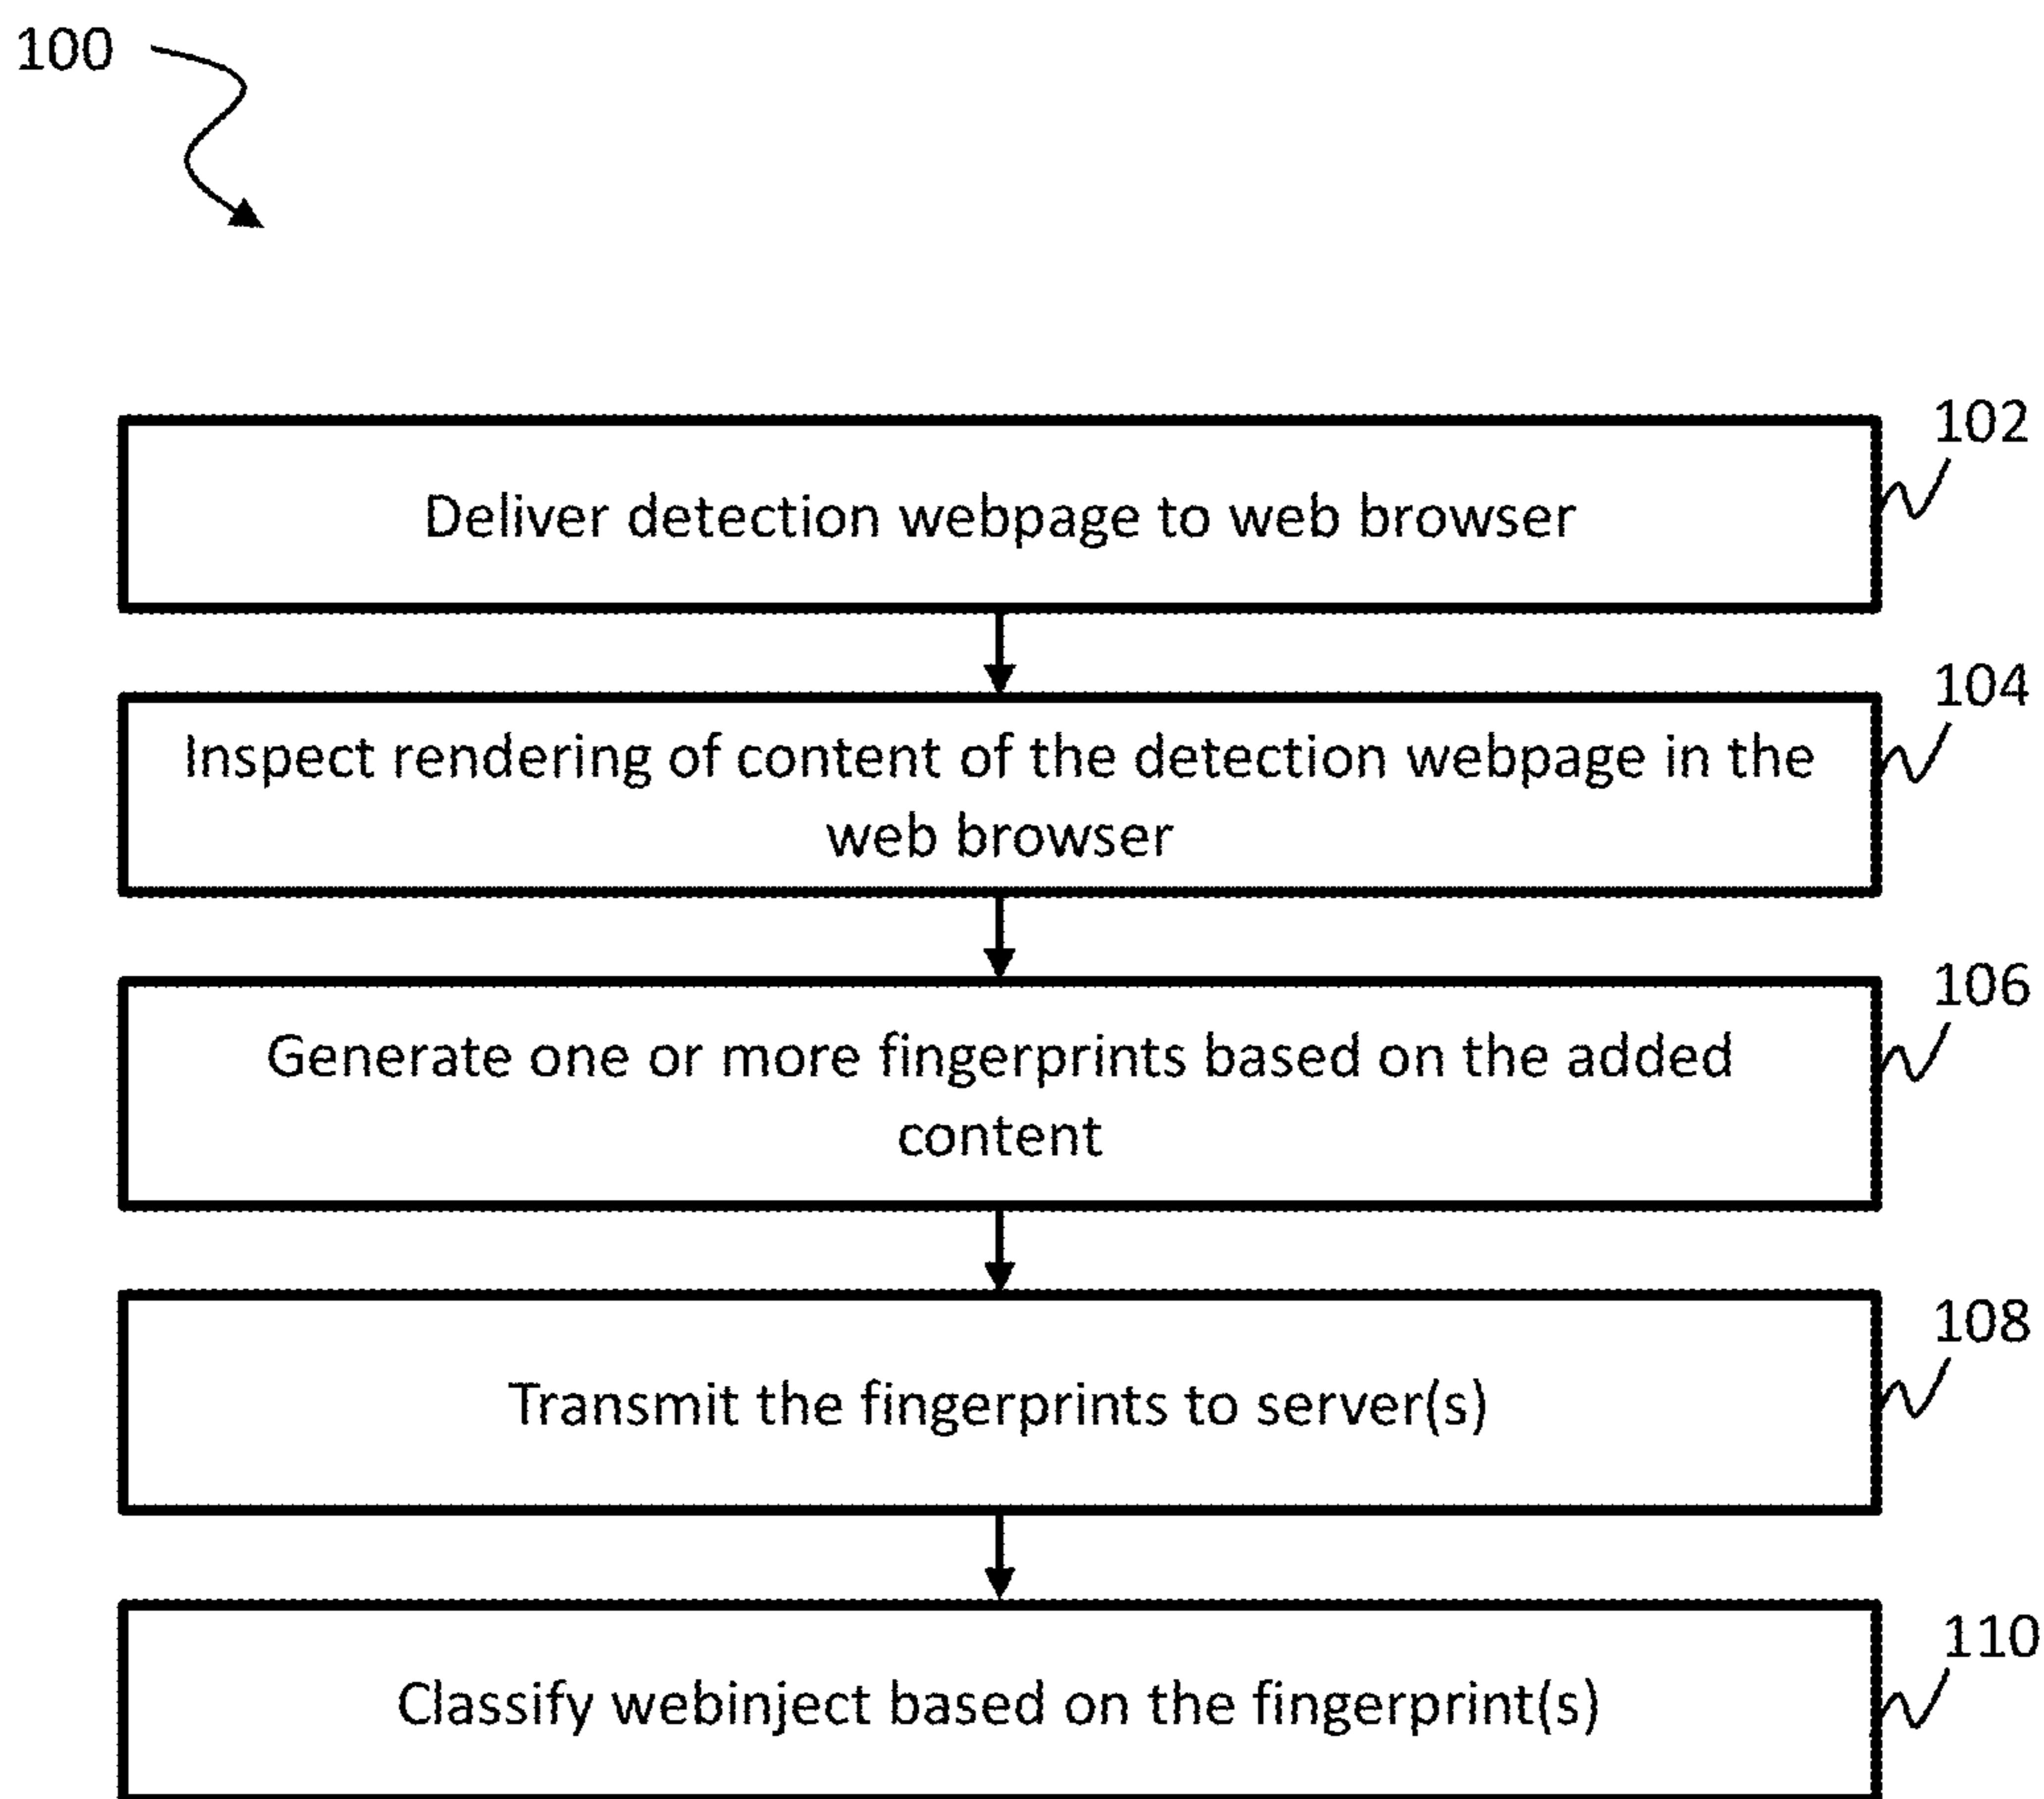 100
102
Deliver detection webpage to web browser
104
Inspect rendering of content of the detection webpage in the
web browser
106
Generate one or more fingerprints based on the added
content
108
Transmit the fingerprints to server(s)
110
Classify webinject based on the fingerprint(s)